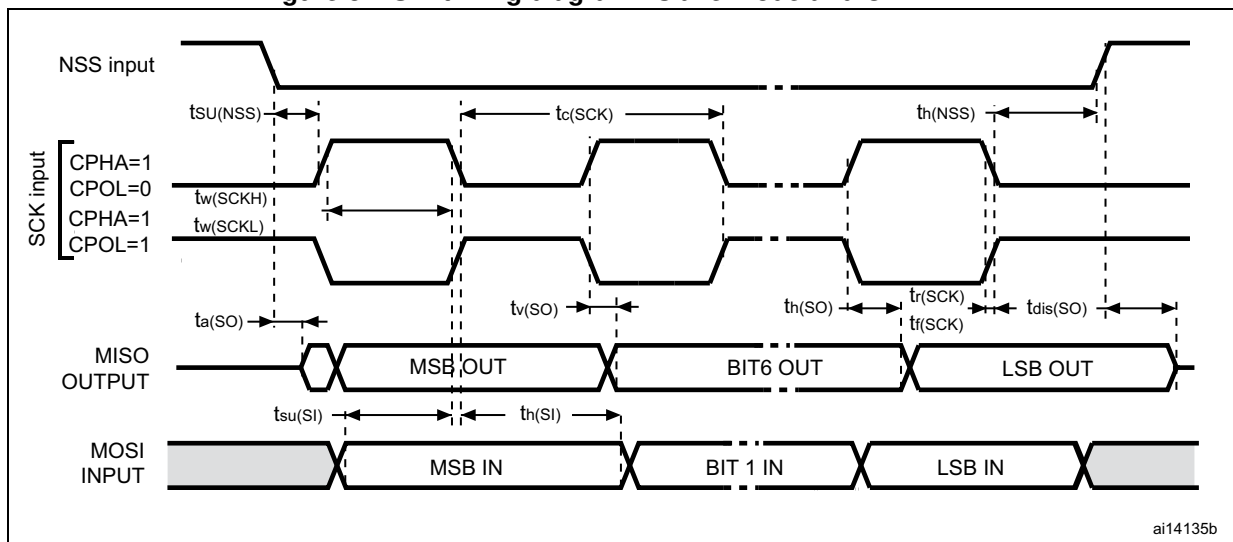 NSS input
tSU(NSS)
tc(SCK)
th(NSS)
SCK input
CPHA=1
CPOL=0
tw(SCKH)
CPHA=1
tw(SCKL)
CPOL=1
ta(SO)
tv(SO)
th(SO)
tr(SCK)
tf(SCK)
tdis(SO)
MISO
OUTPUT
MSB OUT
BIT6 OUT
LSB OUT
tsu(SI)
th(SI)
MOSI
INPUT
MSB IN
BIT 1 IN
LSB IN
ai14135b